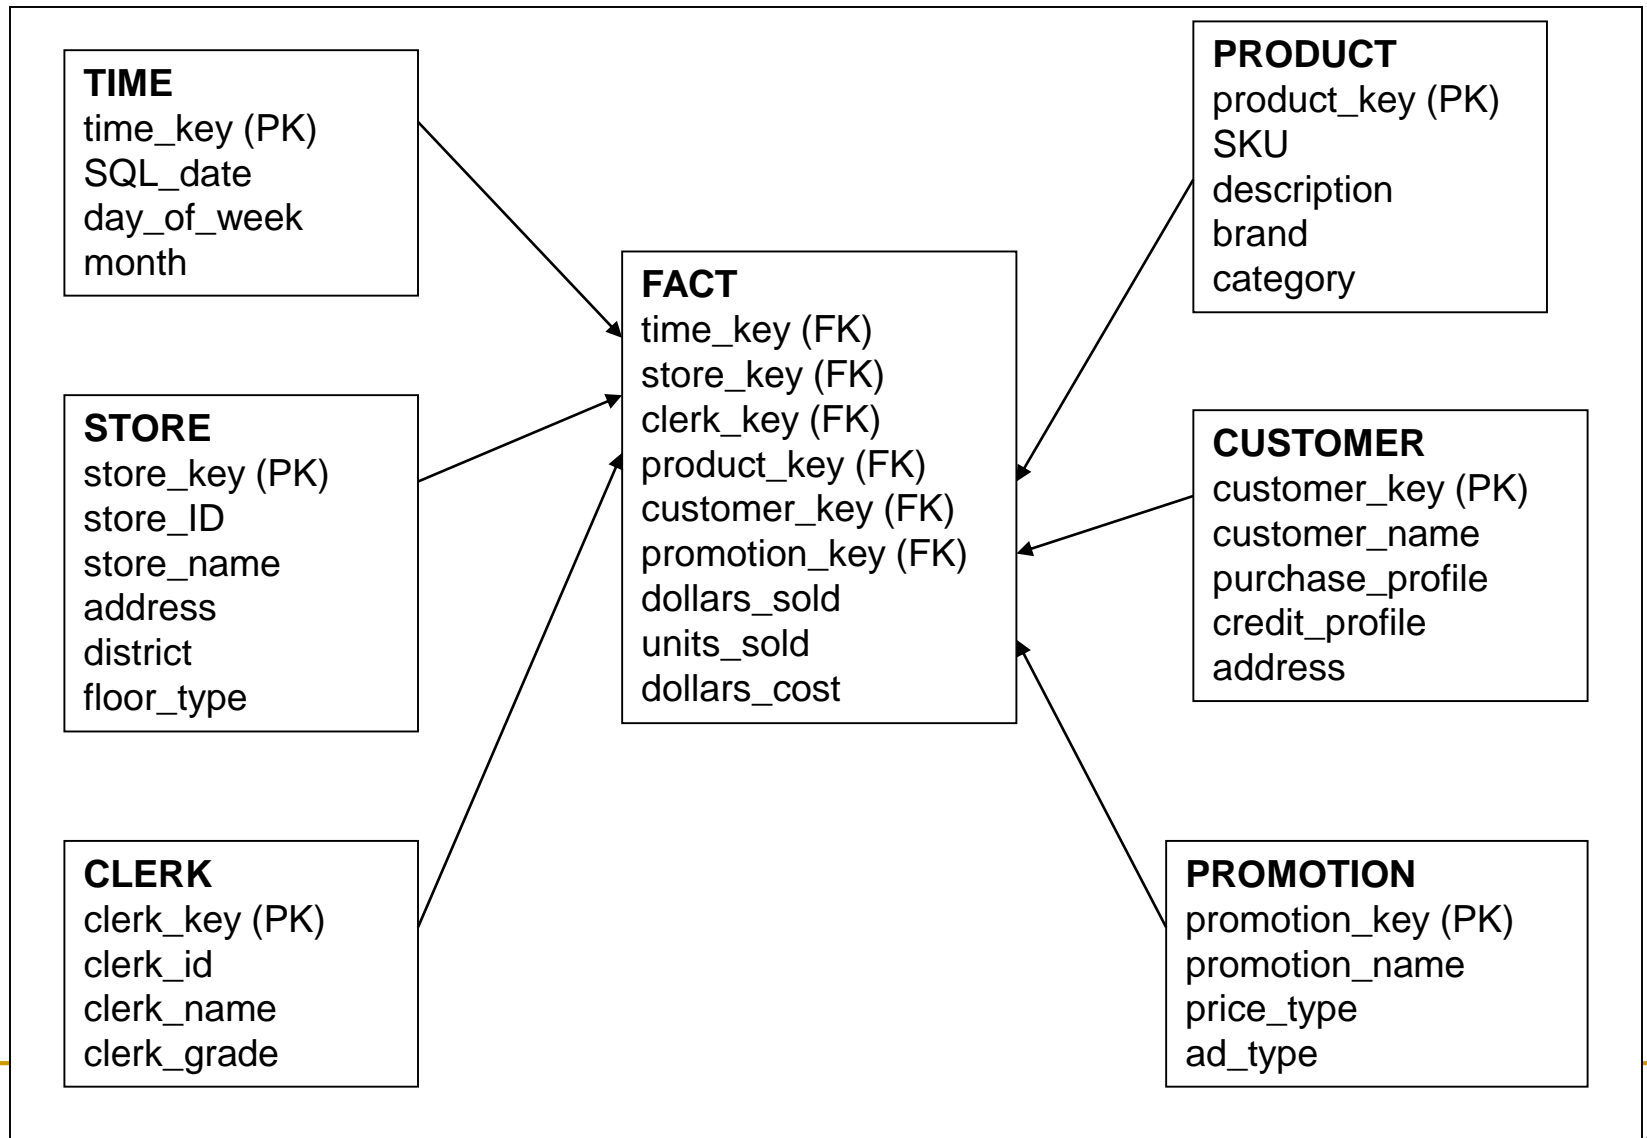 TIME
time_key (PK)
SQL_date
day_of_week
month
STORE
store_key (PK)
store_ID
store_name
address
district
floor_type
CLERK
clerk_key (PK)
clerk_id
clerk_name
clerk_grade
FACT
time_key (FK)
store_key (FK)
clerk_key (FK)
product_key (FK)
customer_key (FK)
promotion_key (FK)
dollars_sold
units_sold
dollars_cost
PRODUCT
product_key (PK)
SKU
description
brand
category
CUSTOMER
customer_key (PK)
customer_name
purchase_profile
credit_profile
address
PROMOTION
promotion_key (PK)
promotion_name
price_type
ad_type